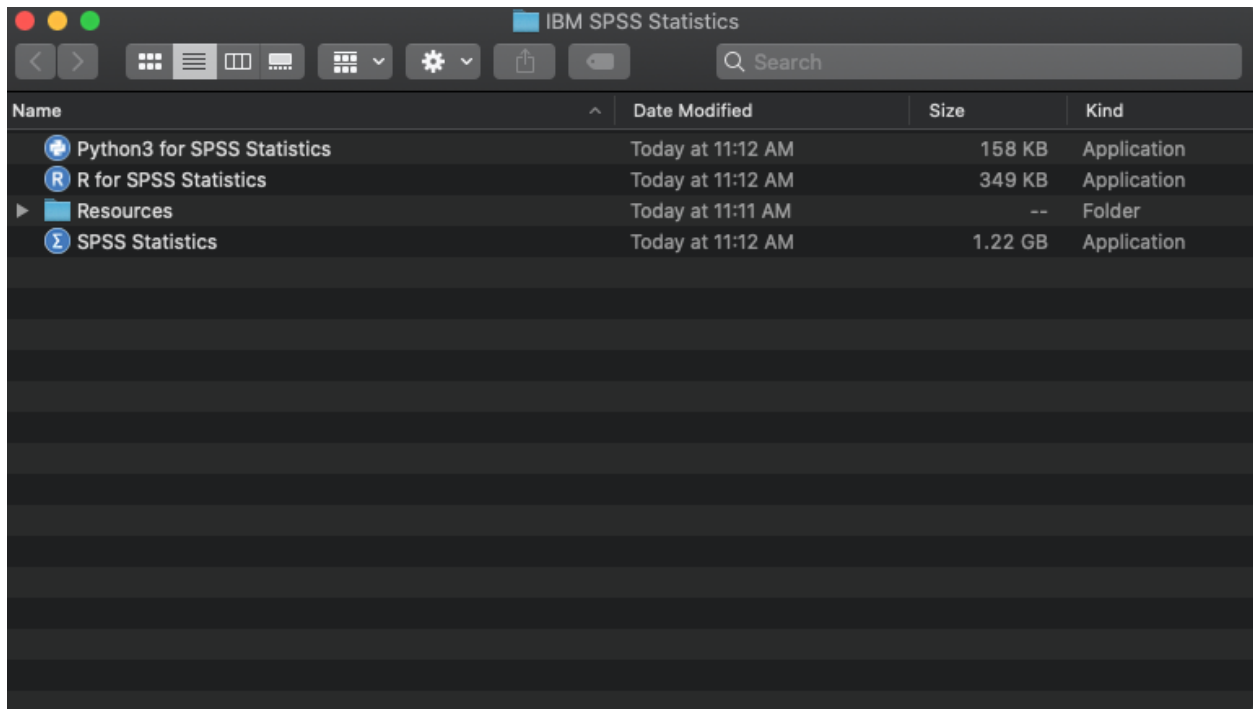 IBM SPSS Statistics
Search
Name Date Modified Size Kind
Python3 for SPSS Statistics Today at 11:12 AM 158 KB Application
R R for SPSS Statistics Today at 11:12 AM 349 KB Application
Resources Today at 11:11 AM -- Folder
Σ SPSS Statistics Today at 11:12 AM 1.22 GB Application